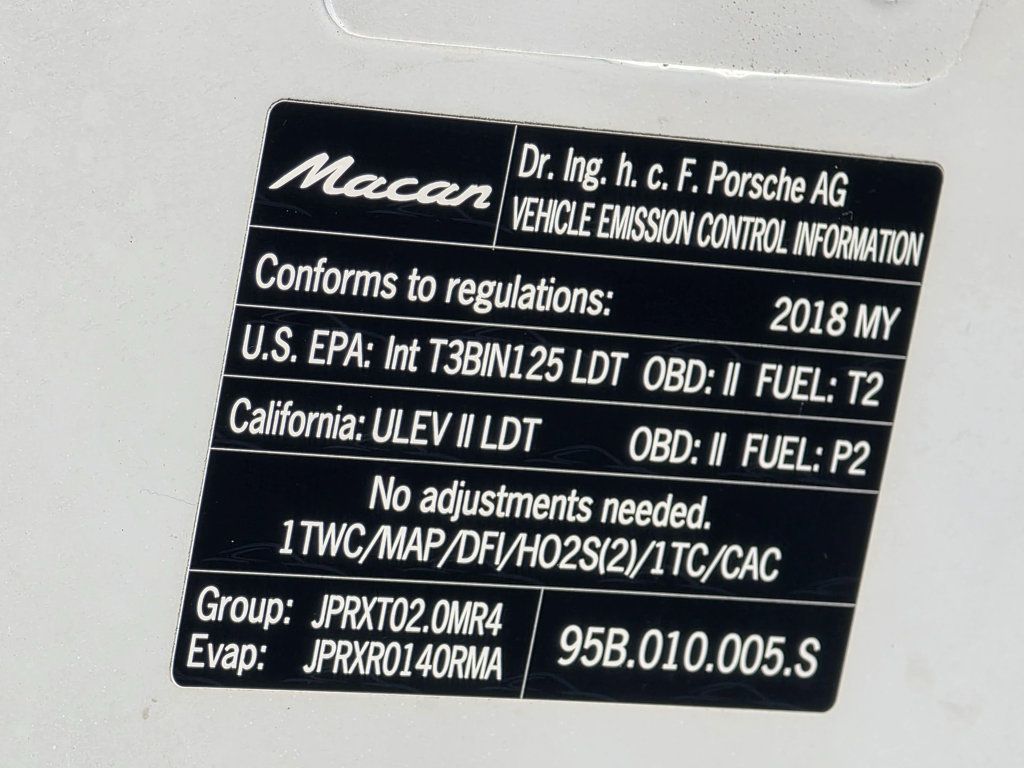 Macan
Dr. Ing. h. c. F. Porsche AG
VEHICLE EMISSION CONTROL INFORMATION
Conforms to regulations: 2018 MY
U.S. EPA: Int T3BIN125 LDT OBD: II FUEL: T2
California: ULEV II LDT OBD: II FUEL: P2
No adjustments needed.
1TWC/MAP/DFI/HO2S(2)/1TC/CAC
Group: JPRXT02.0MR4
Evap: JPRXR0140RMA
95B.010.005.S